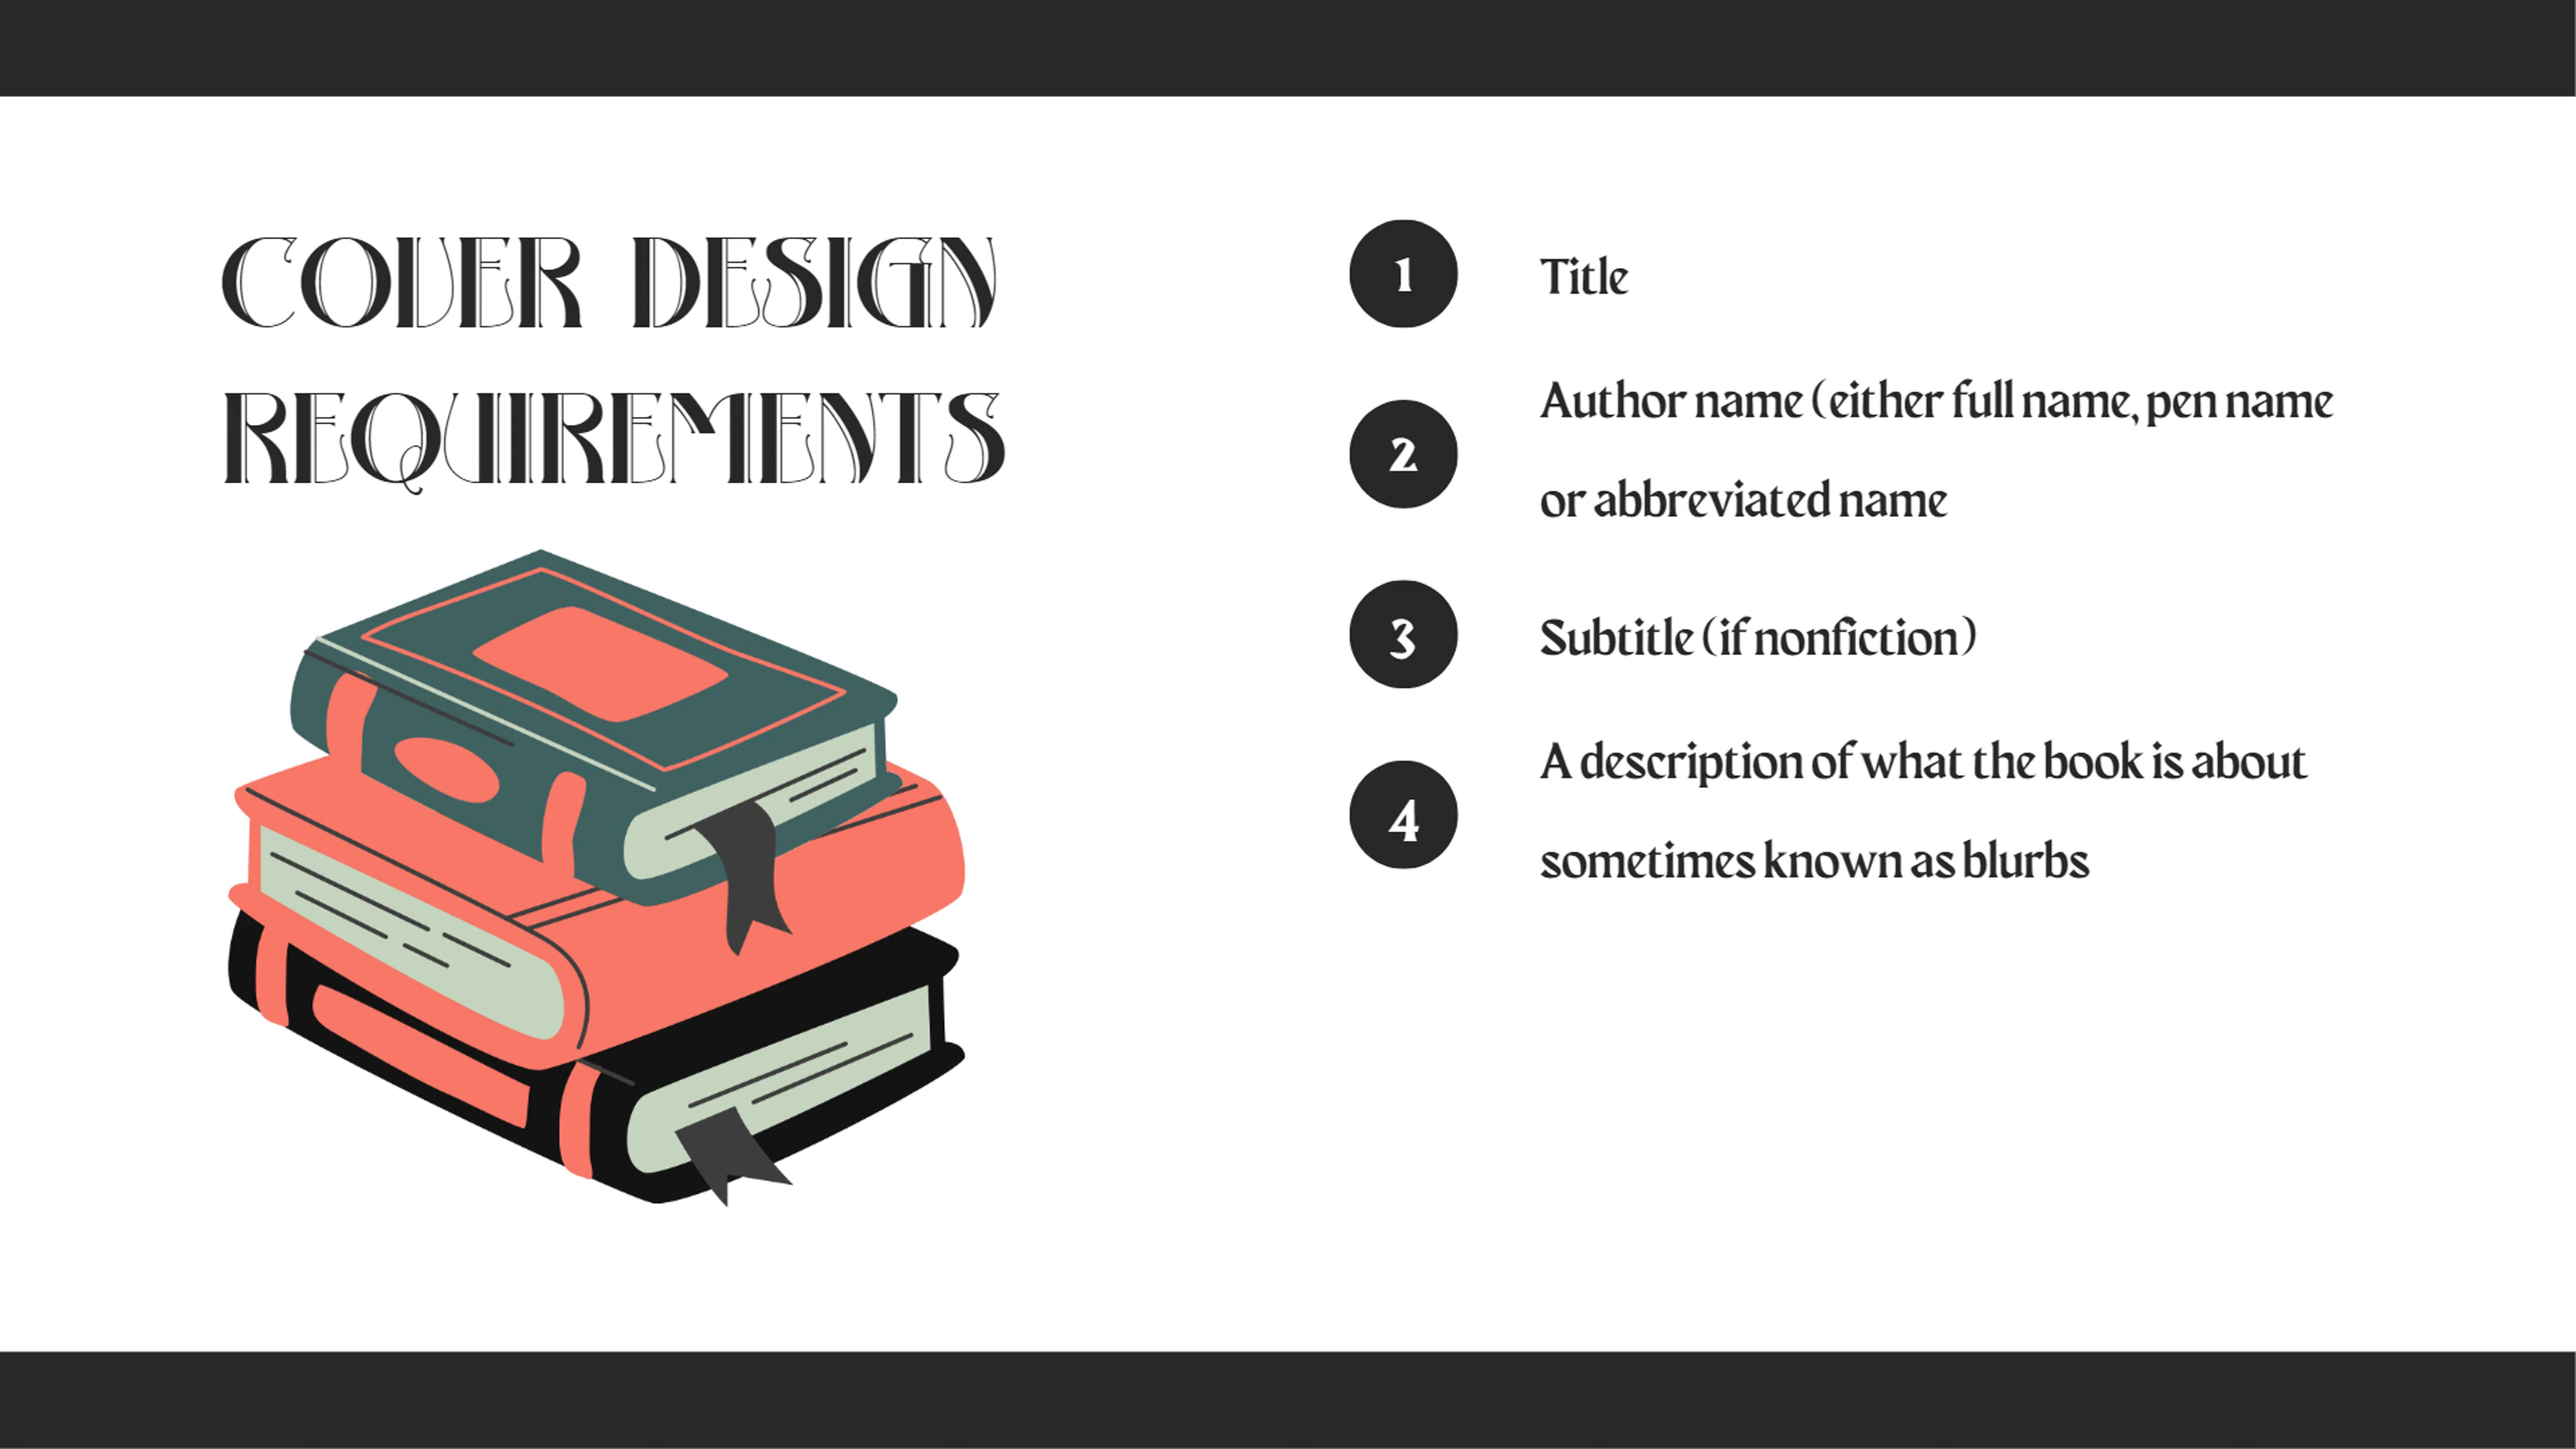 COVER DESIGN
REQUIREMENTS
1
Title
2
Author name (either full name, pen name
or abbreviated name
3
Subtitle (if nonfiction)
4
A description of what the book is about
sometimes known as blurbs